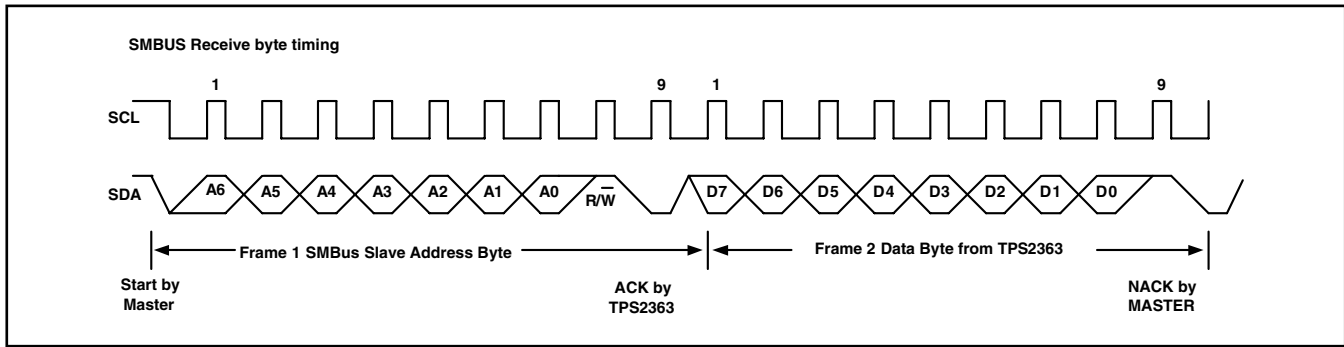 SMBUS Receive byte timing
1 9 1 9
SCL
SDA A6 A5 A4 A3 A2 A1 A0 R/W̅ D7 D6 D5 D4 D3 D2 D1 D0
Frame 1 SMBus Slave Address Byte Frame 2 Data Byte from TPS2363
Start by
Master
ACK by
TPS2363
NACK by
MASTER